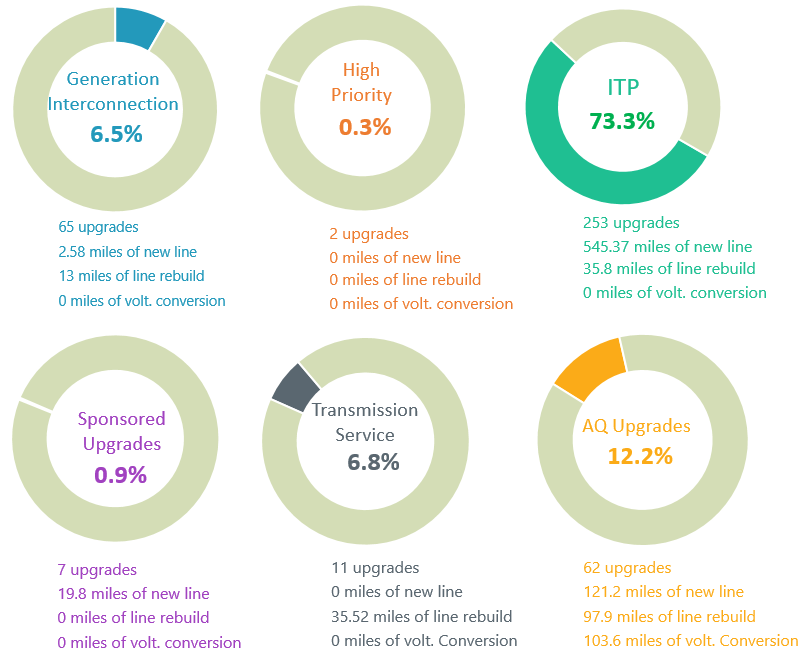 Generation
Interconnection
6.5%
65 upgrades
2.58 miles of new line
13 miles of line rebuild
0 miles of volt. conversion
High
Priority
0.3%
2 upgrades
0 miles of new line
0 miles of line rebuild
0 miles of volt. conversion
ITP
73.3%
253 upgrades
545.37 miles of new line
35.8 miles of line rebuild
0 miles of volt. conversion
Sponsored
Upgrades
0.9%
7 upgrades
19.8 miles of new line
0 miles of line rebuild
0 miles of volt. conversion
Transmission
Service
6.8%
11 upgrades
0 miles of new line
35.52 miles of line rebuild
0 miles of volt. Conversion
AQ Upgrades
12.2%
62 upgrades
121.2 miles of new line
97.9 miles of line rebuild
103.6 miles of volt. Conversion